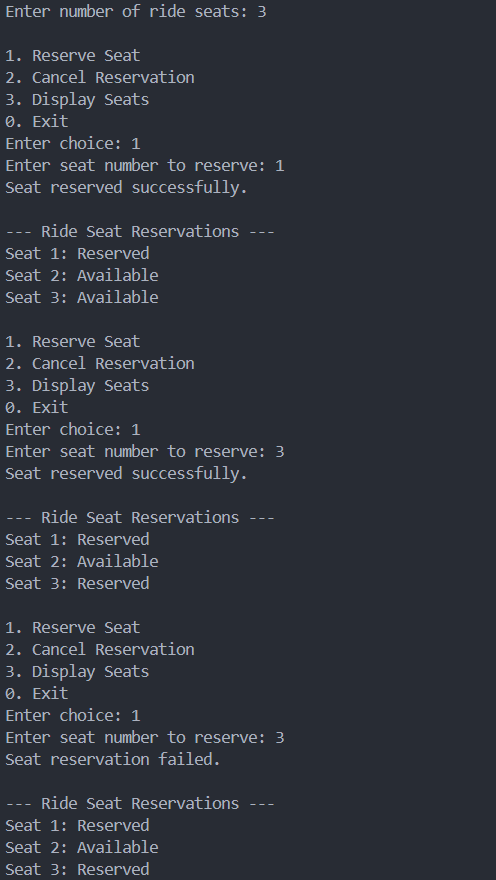 Enter number of ride seats: 3
1. Reserve Seat
2. Cancel Reservation
3. Display Seats
0. Exit
Enter choice: 1
Enter seat number to reserve: 1
Seat reserved successfully.
--- Ride Seat Reservations ---
Seat 1: Reserved
Seat 2: Available
Seat 3: Available
1. Reserve Seat
2. Cancel Reservation
3. Display Seats
0. Exit
Enter choice: 1
Enter seat number to reserve: 3
Seat reserved successfully.
--- Ride Seat Reservations ---
Seat 1: Reserved
Seat 2: Available
Seat 3: Reserved
1. Reserve Seat
2. Cancel Reservation
3. Display Seats
0. Exit
Enter choice: 1
Enter seat number to reserve: 3
Seat reservation failed.
--- Ride Seat Reservations ---
Seat 1: Reserved
Seat 2: Available
Seat 3: Reserved